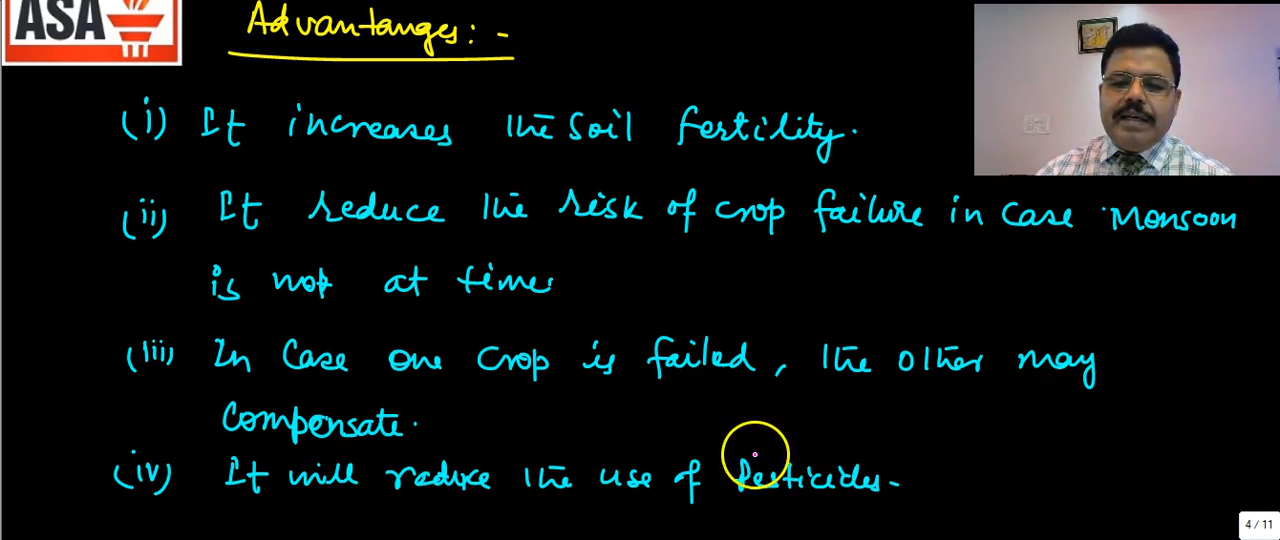 ASA
Advantanges: -
(i) It increases the Soil fertility.
(ii) It reduce the risk of crop failure in case Monsoon
is not at time
(iii) In Case one crop is failed, the other may
compensate.
(iv) It will reduce the use of Pesticides.
4 / 11